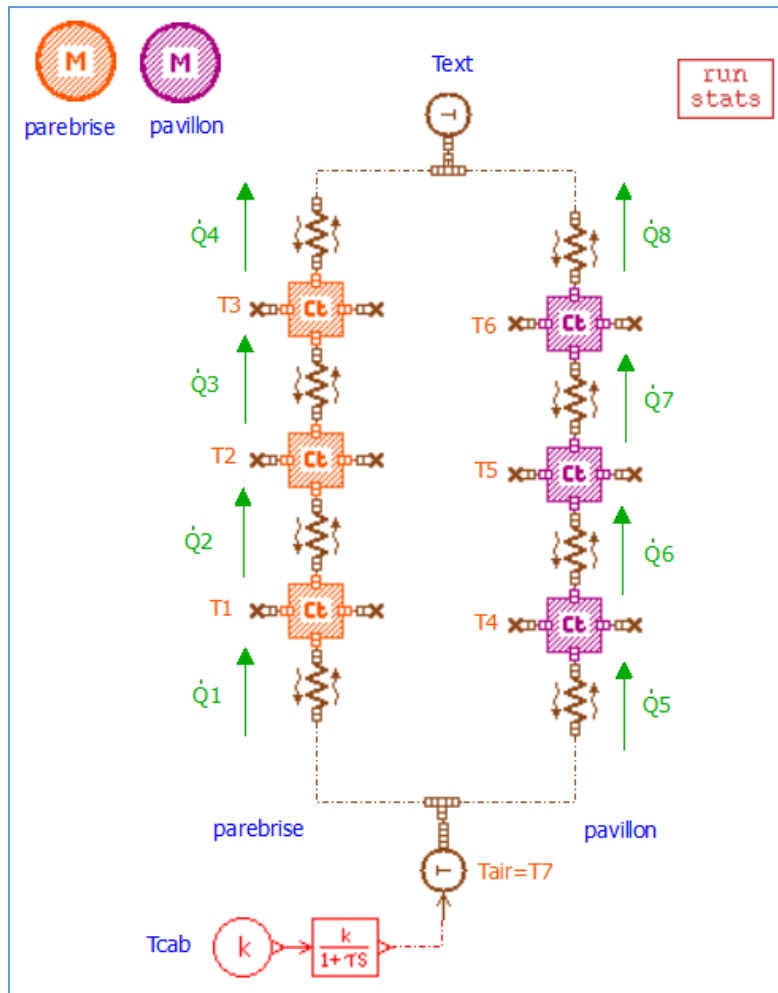 M
M
parebrise
pavillon
Text
run
stats
T
Q̇4
Q̇8
T3
Ct
Ct
T6
Q̇3
Q̇7
T2
Ct
Ct
T5
Q̇2
Q̇6
T1
Ct
Ct
T4
Q̇1
Q̇5
parebrise
pavillon
T
Tair=T7
Tcab
k
k
1+τs